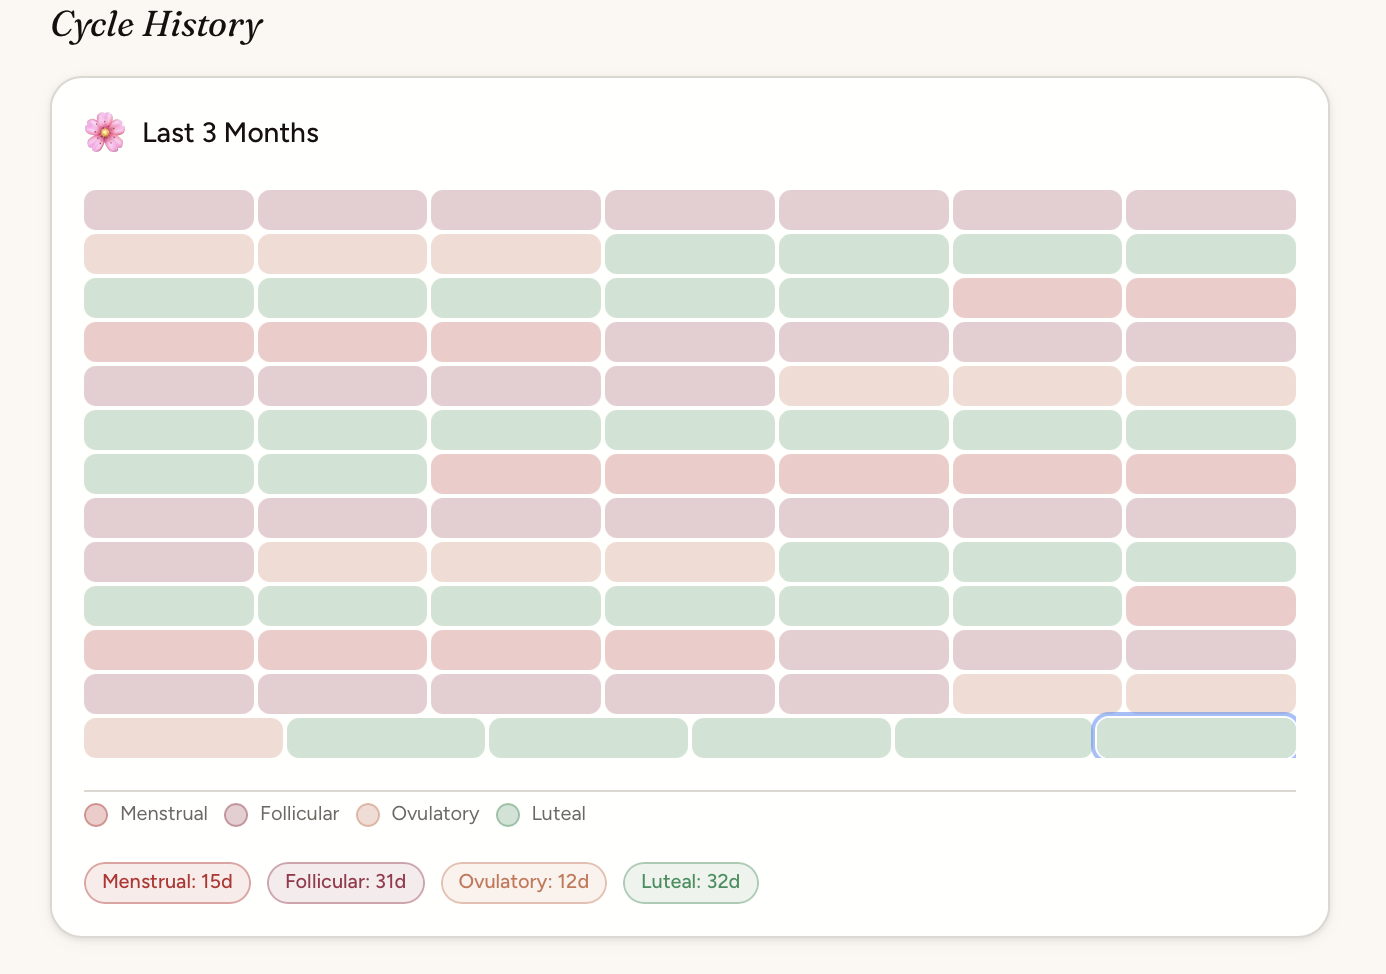 Cycle History
Last 3 Months
Menstrual Follicular Ovulatory Luteal
Menstrual: 15d Follicular: 31d Ovulatory: 12d Luteal: 32d